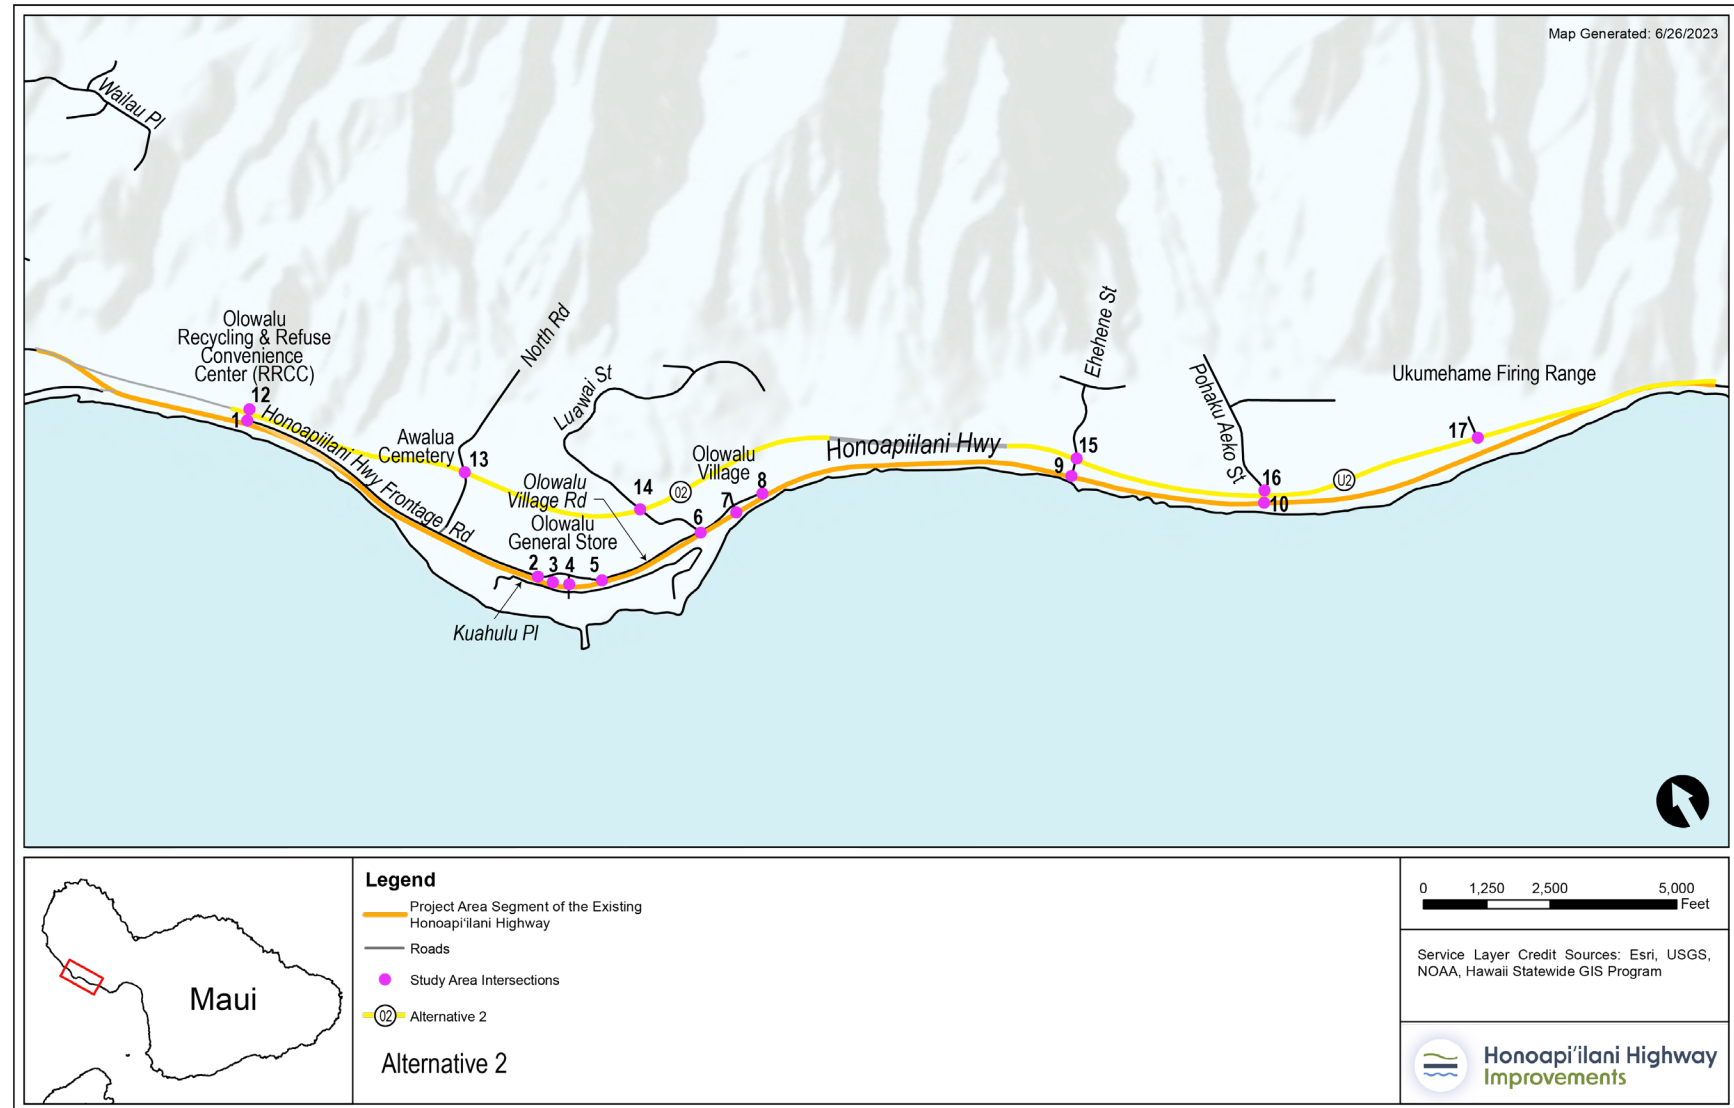 Map Generated: 6/26/2023
Wailau Pl
Olowalu
Recycling & Refuse
Convenience
Center (RRCC)
12
1
Honoapiilani Hwy Frontage Rd
North Rd
Awalua
Cemetery
13
Luawai St
Olowalu
Village Rd
14
02
Olowalu
Village
Olowalu
General Store
2
3
4
5
6
7
8
Kuahulu Pl
Honoapiilani Hwy
Ehehene St
15
9
Pohaku Aeko St
16
10
U2
Ukumehame Firing Range
17
Maui
Legend
Project Area Segment of the Existing
Honoapiʻilani Highway
Roads
Study Area Intersections
02 Alternative 2
Alternative 2
0 1,250 2,500 5,000
Feet
Service Layer Credit Sources: Esri, USGS,
NOAA, Hawaii Statewide GIS Program
Honoapiʻilani Highway
Improvements